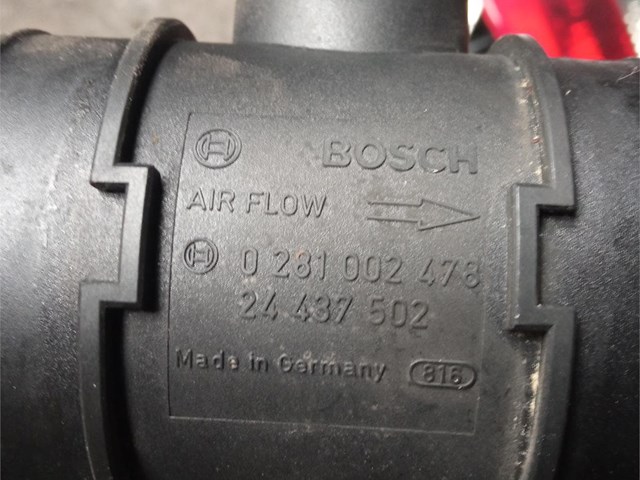 BOSCH
AIR FLOW
0 281 002 478
24 437 502
Made in Germany 816